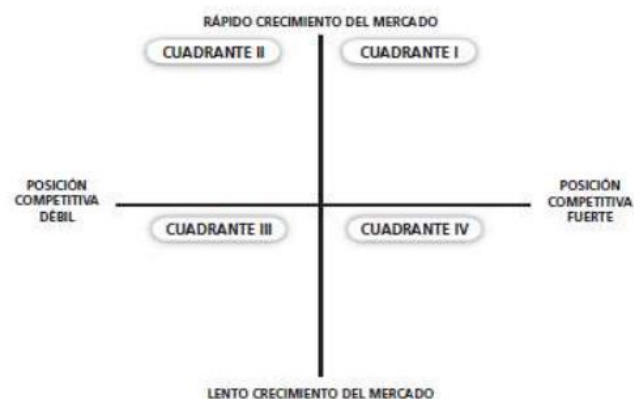 RÁPIDO CRECIMIENTO DEL MERCADO
CUADRANTE II
CUADRANTE I
POSICIÓN
COMPETITIVA
DÉBIL
POSICIÓN
COMPETITIVA
FUERTE
CUADRANTE III
CUADRANTE IV
LENTO CRECIMIENTO DEL MERCADO